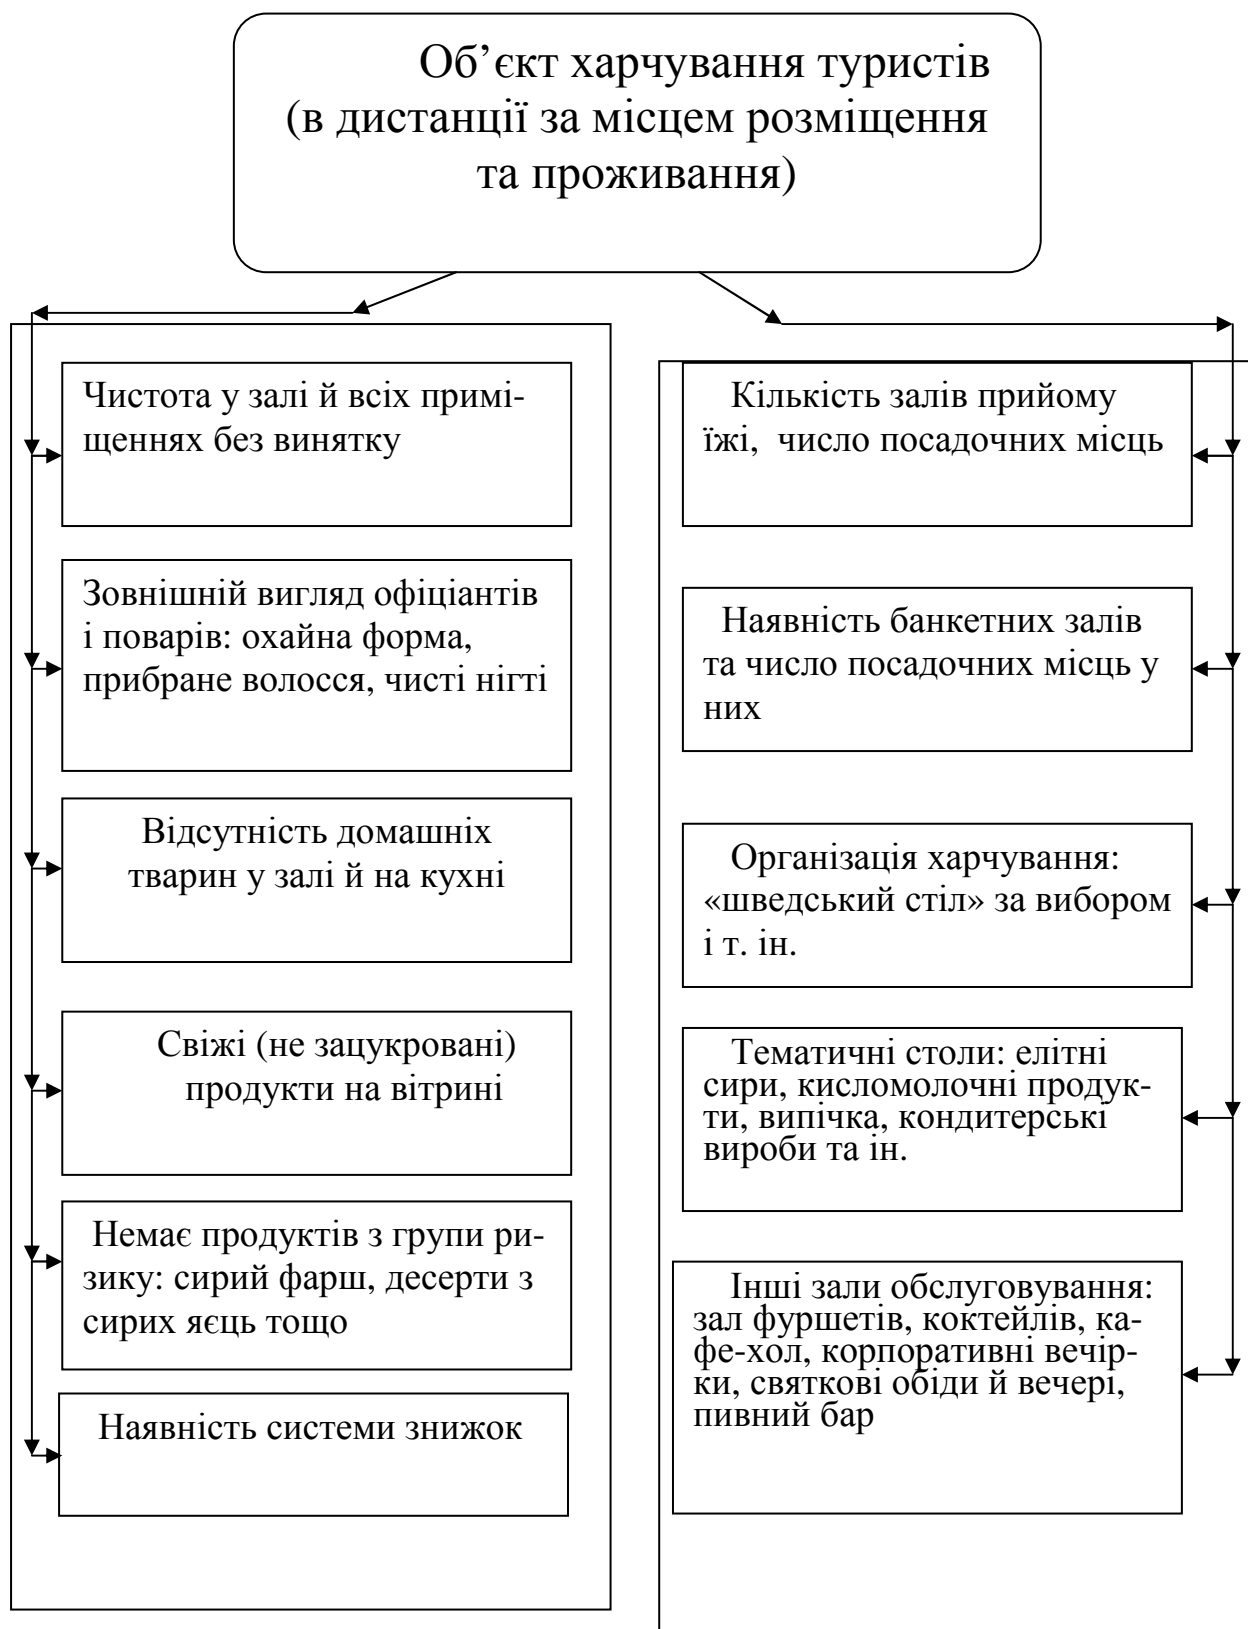 Об’єкт харчування туристів
(в дистанції за місцем розміщення
та проживання)
Чистота у залі й всіх примі-
щеннях без винятку
Зовнішній вигляд офіціантів
і поварів: охайна форма,
прибране волосся, чисті нігті
Відсутність домашніх
тварин у залі й на кухні
Свіжі (не зацукровані)
продукти на вітрині
Немає продуктів з групи ри-
зику: сирий фарш, десерти з
сирих яєць тощо
Наявність системи знижок
Кількість залів прийому
їжі, число посадочних місць
Наявність банкетних залів
та число посадочних місць у
них
Організація харчування:
«шведський стіл» за вибором
і т. ін.
Тематичні столи: елітні
сири, кисломолочні продук-
ти, випічка, кондитерські
вироби та ін.
Інші зали обслуговування:
зал фуршетів, коктейлів, ка-
фе-хол, корпоративні вечір-
ки, святкові обіди й вечері,
пивний бар